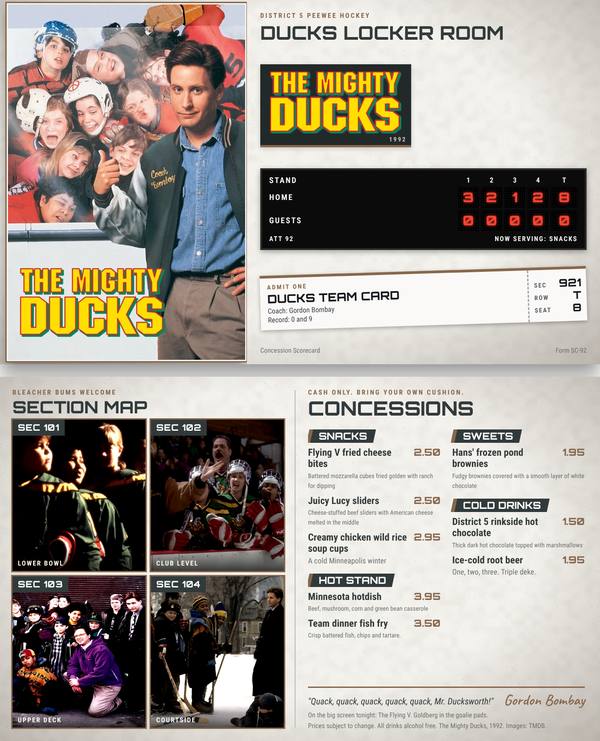 Coach
Bombay
THE MIGHTY
DUCKS
DISTRICT 5 PEEWEE HOCKEY
DUCKS LOCKER ROOM
THE MIGHTY
DUCKS
1992
STAND 1 2 3 4 T
HOME 3 2 1 2 8
GUESTS 0 0 0 0 0
ATT 92 NOW SERVING: SNACKS
ADMIT ONE
DUCKS TEAM CARD
Coach: Gordon Bombay
Record: 0 and 9
SEC 921
ROW T
SEAT 8
Concession Scorecard Form SC-92
BLEACHER BUMS WELCOME
SECTION MAP
SEC 101
LOWER BOWL
SEC 102
CLUB LEVEL
SEC 103
UPPER DECK
SEC 104
COURTSIDE
CASH ONLY. BRING YOUR OWN CUSHION.
CONCESSIONS
SNACKS
Flying V fried cheese 2.50
bites
Battered mozzarella cubes fried golden with ranch
for dipping
Juicy Lucy sliders 2.50
Cheese-stuffed beef sliders with American cheese
melted in the middle
Creamy chicken wild rice 2.95
soup cups
A cold Minneapolis winter
HOT STAND
Minnesota hotdish 3.95
Beef, mushroom, corn and green bean casserole
Team dinner fish fry 3.50
Crisp battered fish, chips and tartare.
SWEETS
Hans' frozen pond 1.95
brownies
Fudgy brownies covered with a smooth layer of white
chocolate
COLD DRINKS
District 5 rinkside hot 1.50
chocolate
Thick dark hot chocolate topped with marshmallows
Ice-cold root beer 1.95
One, two, three. Triple deke.
"Quack, quack, quack, quack, quack, Mr. Ducksworth!" Gordon Bombay
On the big screen tonight: The Flying V. Goldberg in the goalie pads.
Prices subject to change. All drinks alcohol free. The Mighty Ducks, 1992. Images: TMDB.